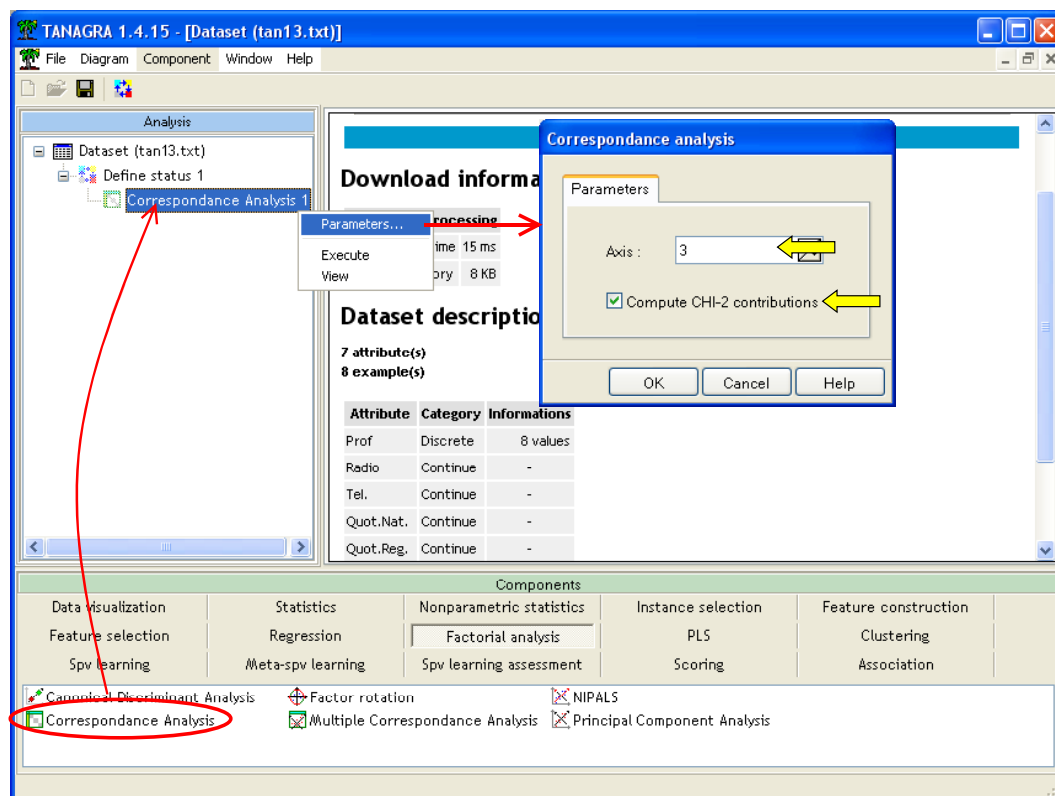 TANAGRA 1.4.15 - [Dataset (tan13.txt)]
File Diagram Component Window Help
Analysis
Dataset (tan13.txt)
Define status 1
Correspondance Analysis 1
Parameters...
Execute
View
Downl oad informa
rocessing
ime 15 ms
ory 8 KB
Dataset descriptio
7 attribute(s)
8 example(s)
Attribute Category Informations
Prof Discrete 8 values
Radio Continue -
Tel. Continue -
Quot.Nat. Continue -
Quot.Reg. Continue -
Correspondance analysis
Parameters
Axis : 3
Compute CHI-2 contributions
OK Cancel Help
Components
Data visualization Statistics Nonparametric statistics Instance selection Feature construction
Feature selection Regression Factorial analysis PLS Clustering
Spv learning Meta-spv learning Spv learning assessment Scoring Association
Canonical Discriminant Analysis Factor rotation NIPALS
Correspondance Analysis Multiple Correspondance Analysis Principal Component Analysis